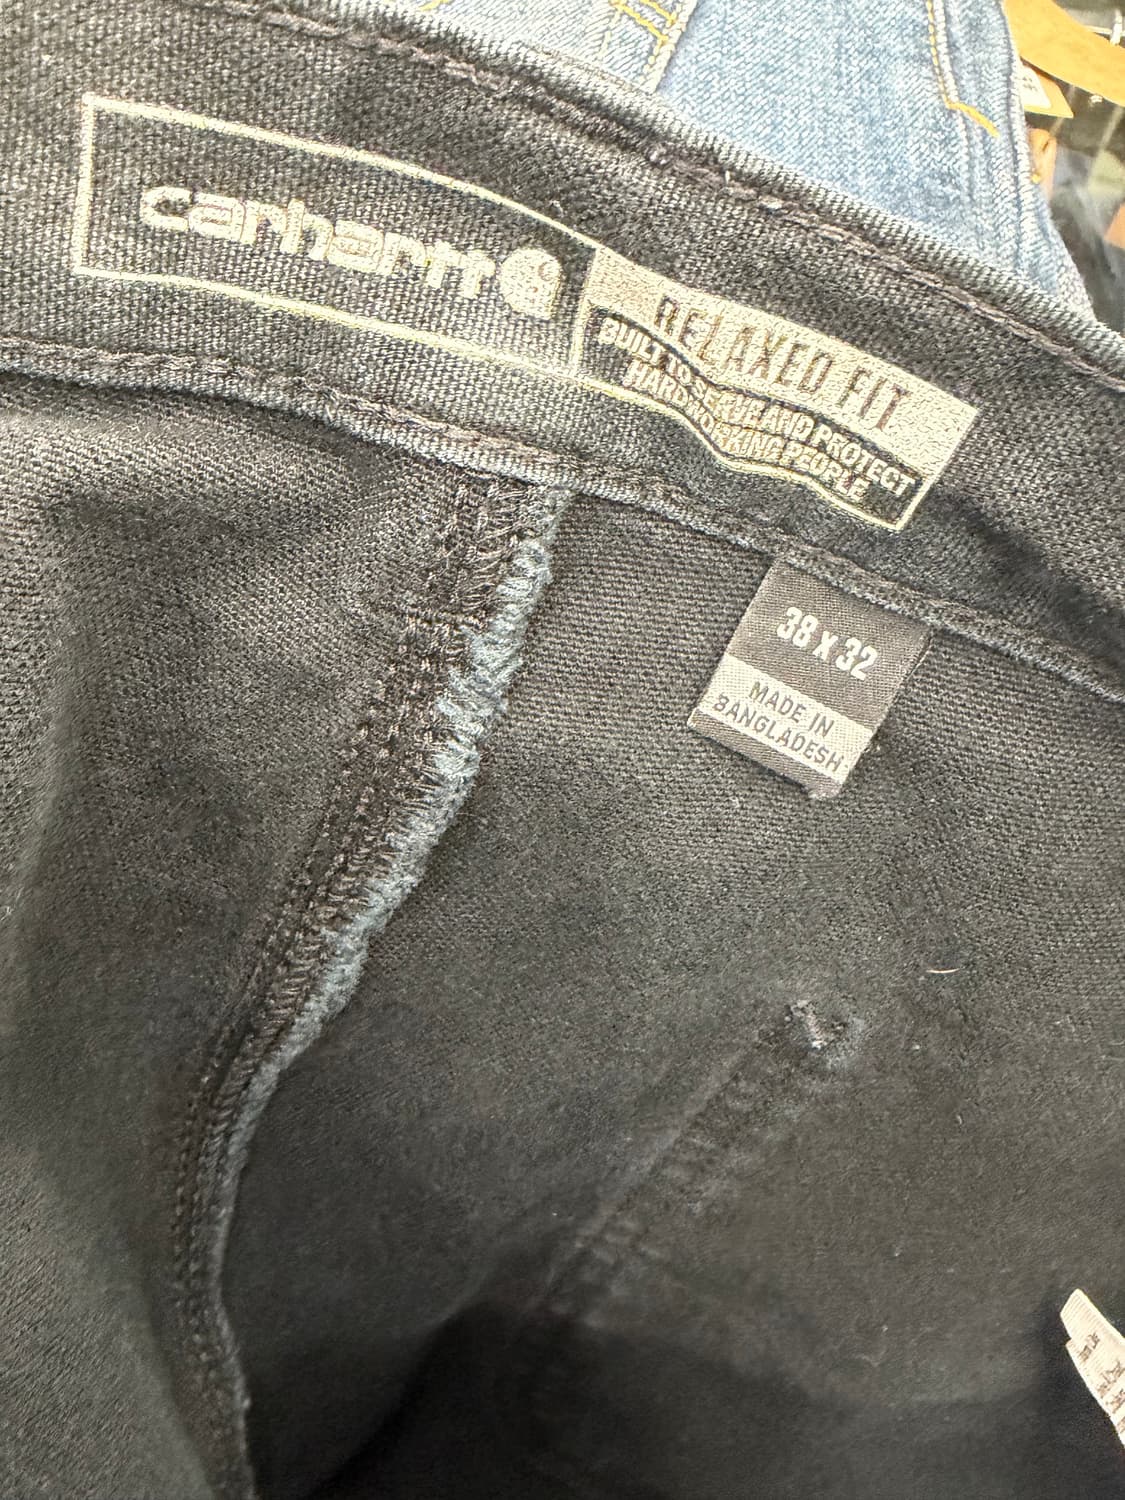 carhartt
RELAXED FIT
BUILT TO SERVE AND PROTECT
HARDWORKING PEOPLE
38 x 32
MADE IN
BANGLADESH